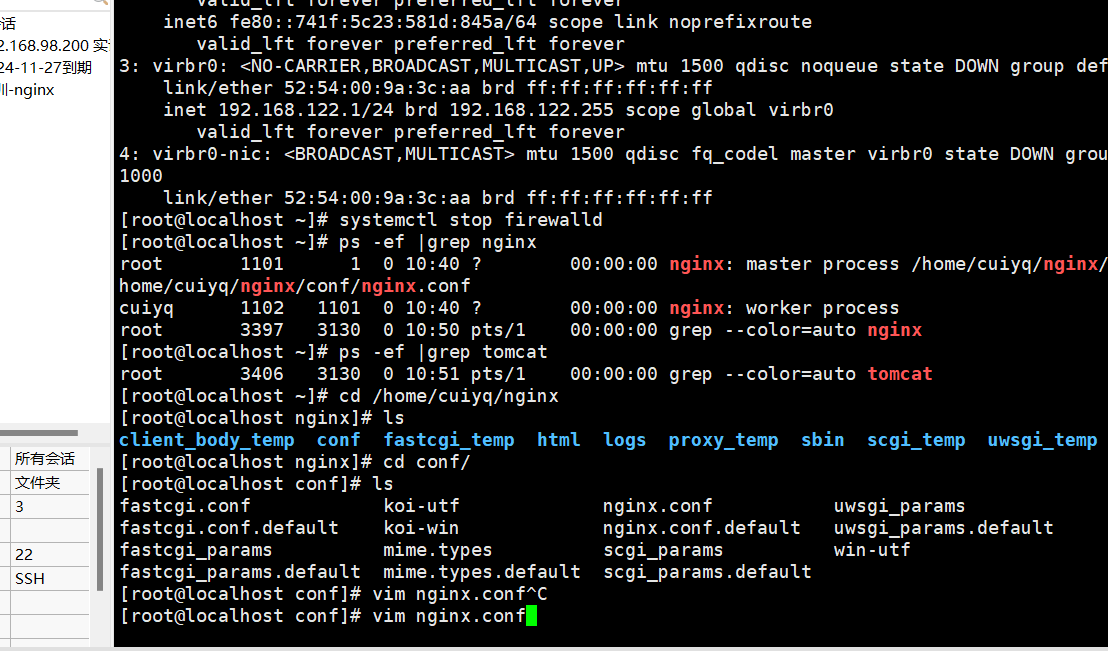 话
2.168.98.200 实
24-11-27到期
-nginx
所有会话
文件夹
3
22
SSH
valid_lft forever preferred_lft forever
inet6 fe80::741f:5c23:581d:845a/64 scope link noprefixroute
valid_lft forever preferred_lft forever
3: virbr0: <NO-CARRIER,BROADCAST,MULTICAST,UP> mtu 1500 qdisc noqueue state DOWN group def
link/ether 52:54:00:9a:3c:aa brd ff:ff:ff:ff:ff:ff
inet 192.168.122.1/24 brd 192.168.122.255 scope global virbr0
valid_lft forever preferred_lft forever
4: virbr0-nic: <BROADCAST,MULTICAST> mtu 1500 qdisc fq_codel master virbr0 state DOWN grou
1000
link/ether 52:54:00:9a:3c:aa brd ff:ff:ff:ff:ff:ff
[root@localhost ~]# systemctl stop firewalld
[root@localhost ~]# ps -ef |grep nginx
root 1101 1 0 10:40 ? 00:00:00 nginx: master process /home/cuiyq/nginx/
home/cuiyq/nginx/conf/nginx.conf
cuiyq 1102 1101 0 10:40 ? 00:00:00 nginx: worker process
root 3397 3130 0 10:50 pts/1 00:00:00 grep --color=auto nginx
[root@localhost ~]# ps -ef |grep tomcat
root 3406 3130 0 10:51 pts/1 00:00:00 grep --color=auto tomcat
[root@localhost ~]# cd /home/cuiyq/nginx
[root@localhost nginx]# ls
client_body_temp conf fastcgi_temp html logs proxy_temp sbin scgi_temp uwsgi_temp
[root@localhost nginx]# cd conf/
[root@localhost conf]# ls
fastcgi.conf koi-utf nginx.conf uwsgi_params
fastcgi.conf.default koi-win nginx.conf.default uwsgi_params.default
fastcgi_params mime.types scgi_params win-utf
fastcgi_params.default mime.types.default scgi_params.default
[root@localhost conf]# vim nginx.conf^C
[root@localhost conf]# vim nginx.conf